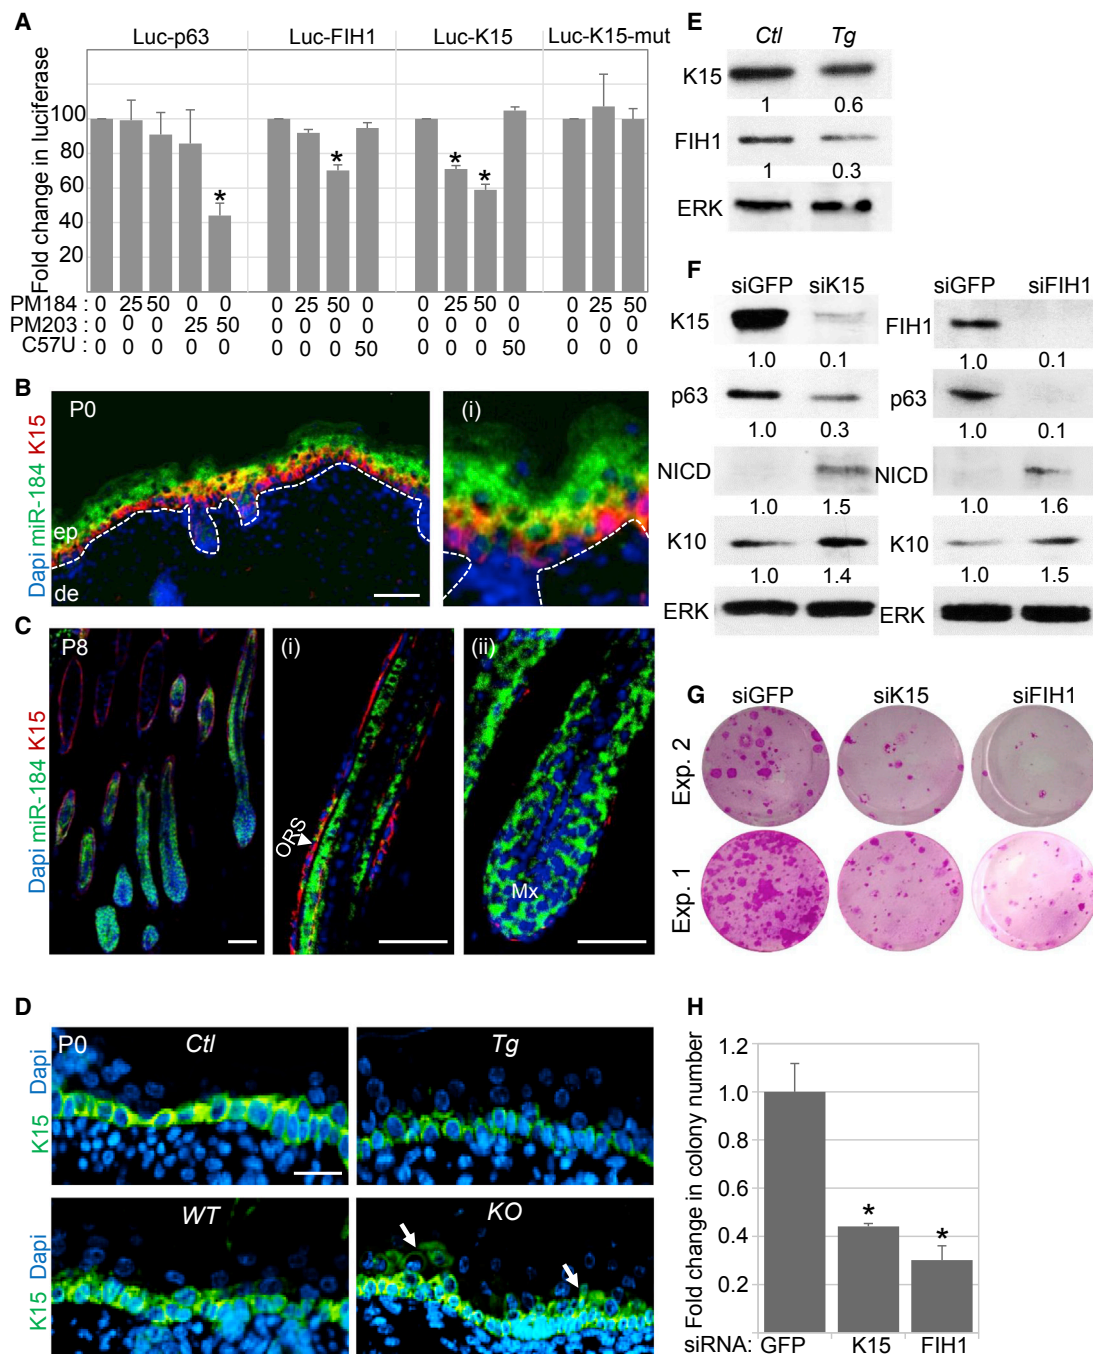 A
Luc-p63 Luc-FIH1 Luc-K15 Luc-K15-mut
Fold change in luciferase
100
80
60
40
20
* * * *
PM184 : 0 25 50 0 0 0 25 50 0 0 25 50 0 0 25 50
PM203 : 0 0 0 25 50 0 0 0 0 0 0 0 0 0 0 0
C57U : 0 0 0 0 0 0 0 0 50 0 0 0 50 0 0 0
B
Dapi miR-184 K15
P0
ep
de
(i)
C
Dapi miR-184 K15
P8
(i)
ORS
(ii)
Mx
D
K15 Dapi
P0
Ctl
Tg
K15 Dapi
WT
KO
E
Ctl Tg
K15
1 0.6
FIH1
1 0.3
ERK
F
siGFP siK15
K15
1.0 0.1
p63
1.0 0.3
NICD
1.0 1.5
K10
1.0 1.4
ERK
siGFP siFIH1
FIH1
1.0 0.1
p63
1.0 0.1
NICD
1.0 1.6
K10
1.0 1.5
ERK
G
siGFP siK15 siFIH1
Exp. 2
Exp. 1
H
Fold change in colony number
1.2
1.0
0.8
0.6
0.4
0.2
* *
siRNA: GFP K15 FIH1